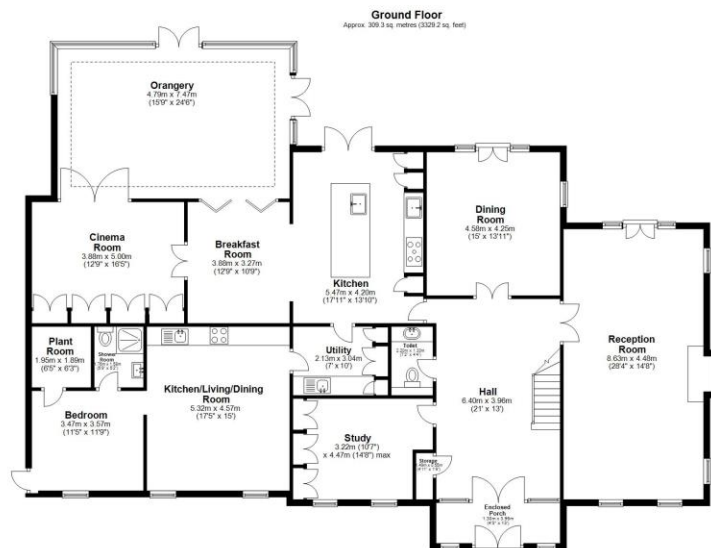 Ground Floor
Approx. 309.3 sq. metres (3329.2 sq. feet)
Orangery
4.79m x 7.47m
(15'9" x 24'6")
Cinema
Room
3.88m x 5.00m
(12'9" x 16'5")
Breakfast
Room
3.88m x 3.27m
(12'9" x 10'9")
Kitchen
5.47m x 4.20m
(17'11" x 13'10")
Dining
Room
4.58m x 4.25m
(15' x 13'11")
Reception
Room
8.63m x 4.48m
(28'4" x 14'8")
Plant
Room
1.95m x 1.89m
(6'5" x 6'3")
Shower
Room
Kitchen/Living/Dining
Room
5.32m x 4.57m
(17'5" x 15')
Utility
2.13m x 3.04m
(7' x 10')
Toilet
Hall
6.40m x 3.96m
(21' x 13')
Bedroom
3.47m x 3.57m
(11'5" x 11'9")
Study
3.22m (10'7")
x 4.47m (14'8") max
Storage
Enclosed
Porch